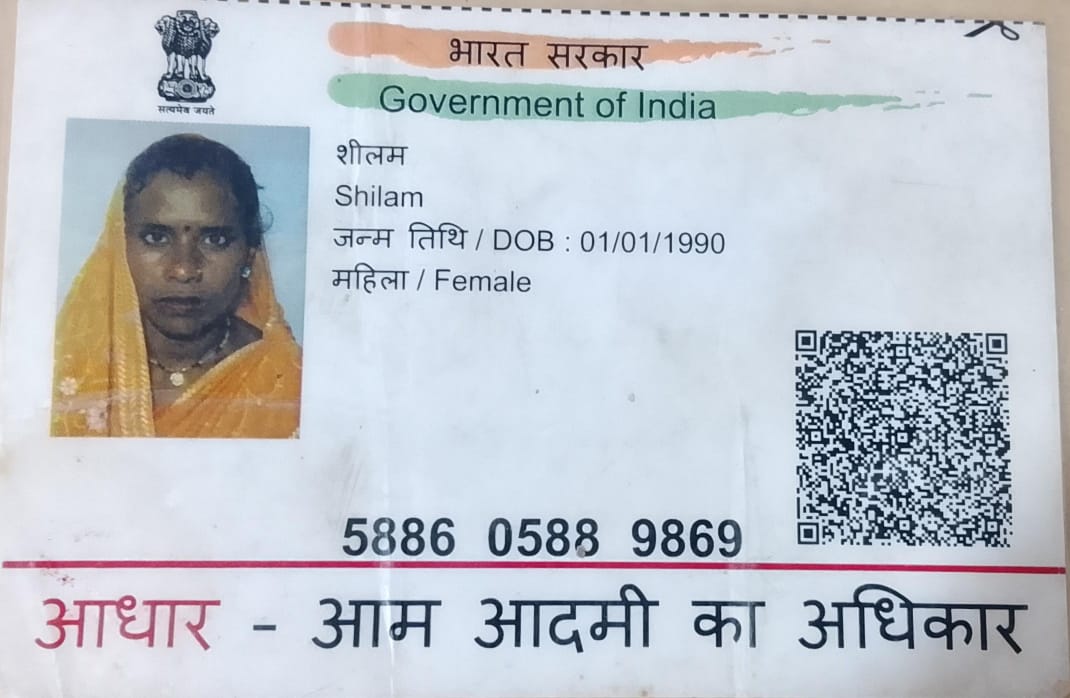 सत्यमेव जयते
भारत सरकार
Government of India
शीलम
Shilam
जन्म तिथि / DOB : 01/01/1990
महिला / Female
5886 0588 9869
आधार - आम आदमी का अधिकार